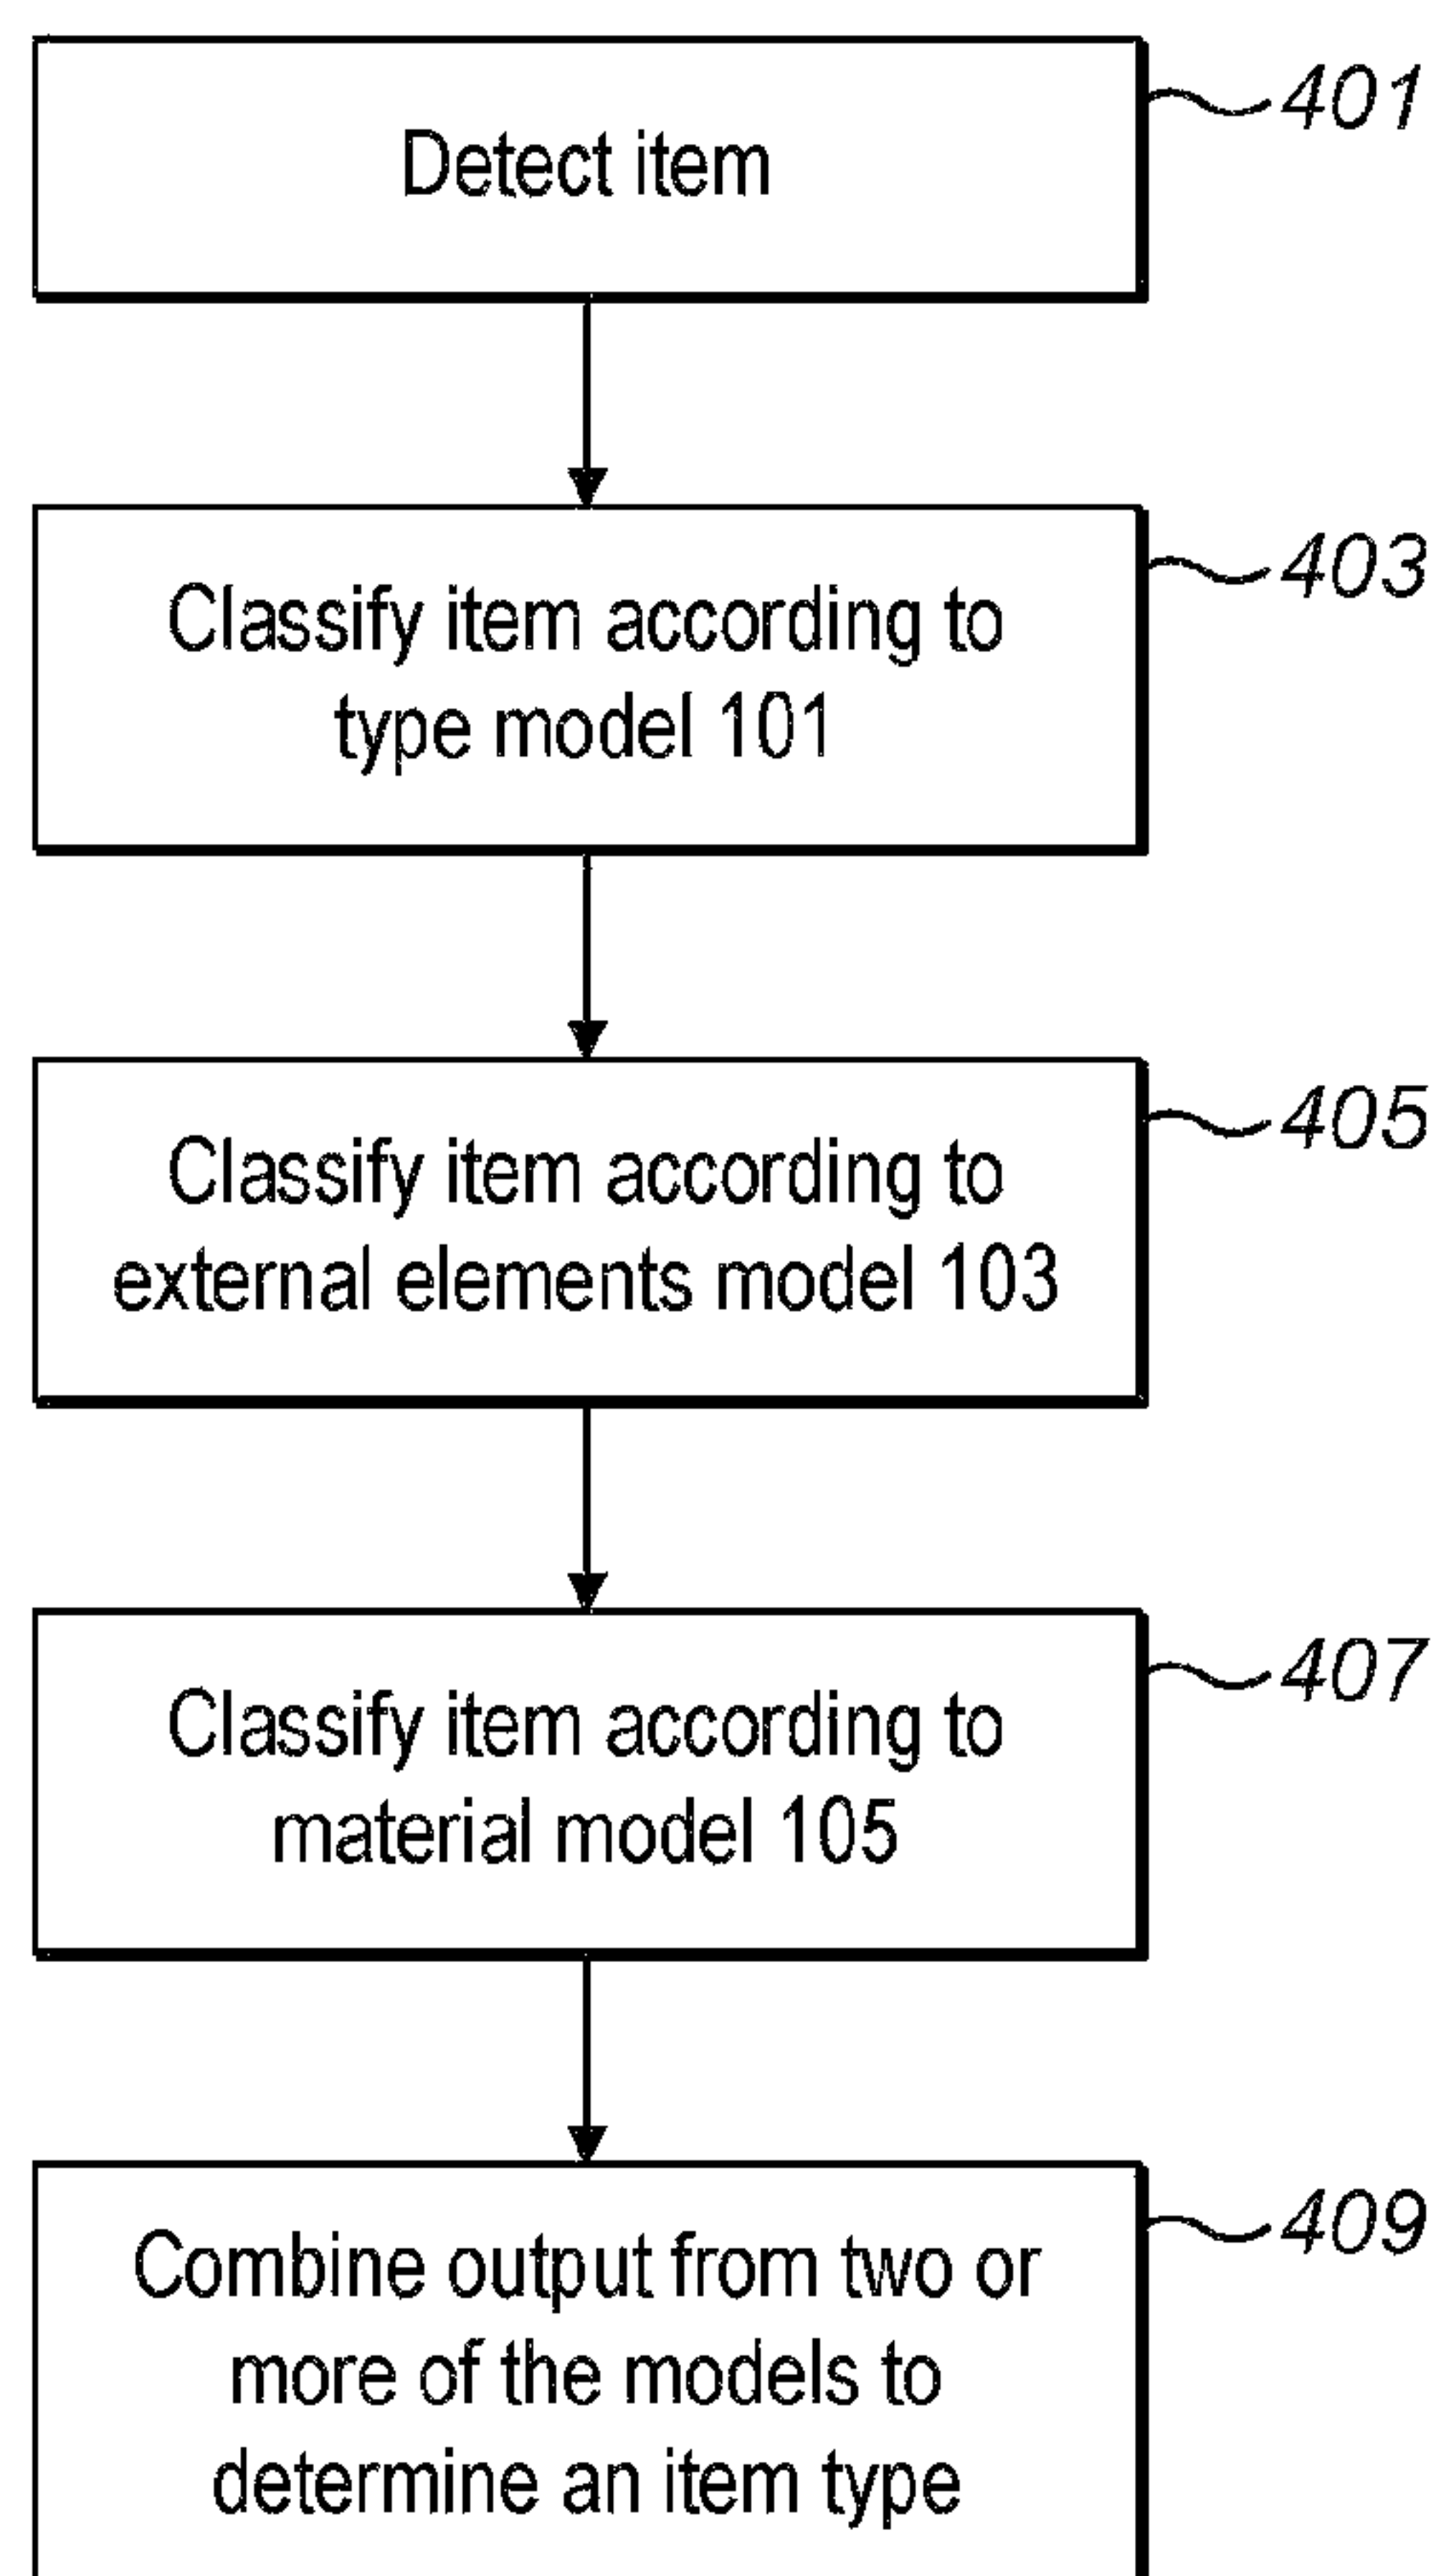 Detect item
401
Classify item according to
type model 101
403
Classify item according to
external elements model 103
405
Classify item according to
material model 105
407
Combine output from two or
more of the models to
determine an item type
409